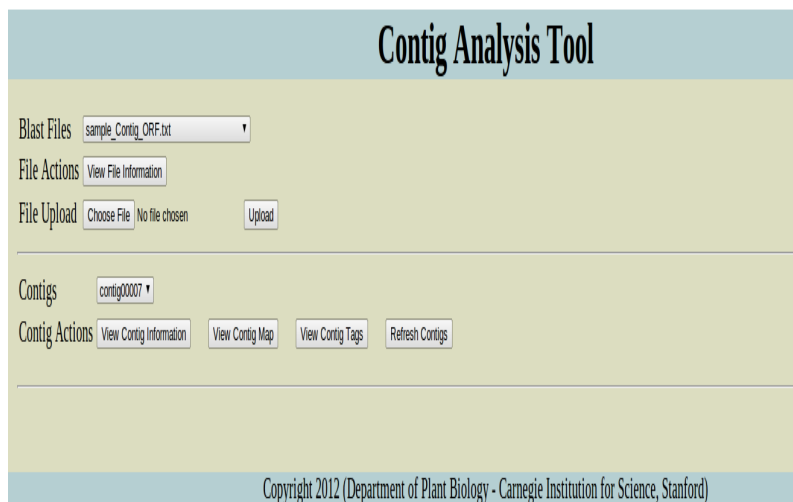 Contig Analysis Tool
Blast Files sample_Contig_ORF.txt
File Actions View File Information
File Upload Choose File No file chosen Upload
Contigs contig00007
Contig Actions View Contig Information View Contig Map View Contig Tags Refresh Contigs
Copyright 2012 (Department of Plant Biology - Carnegie Institution for Science, Stanford)